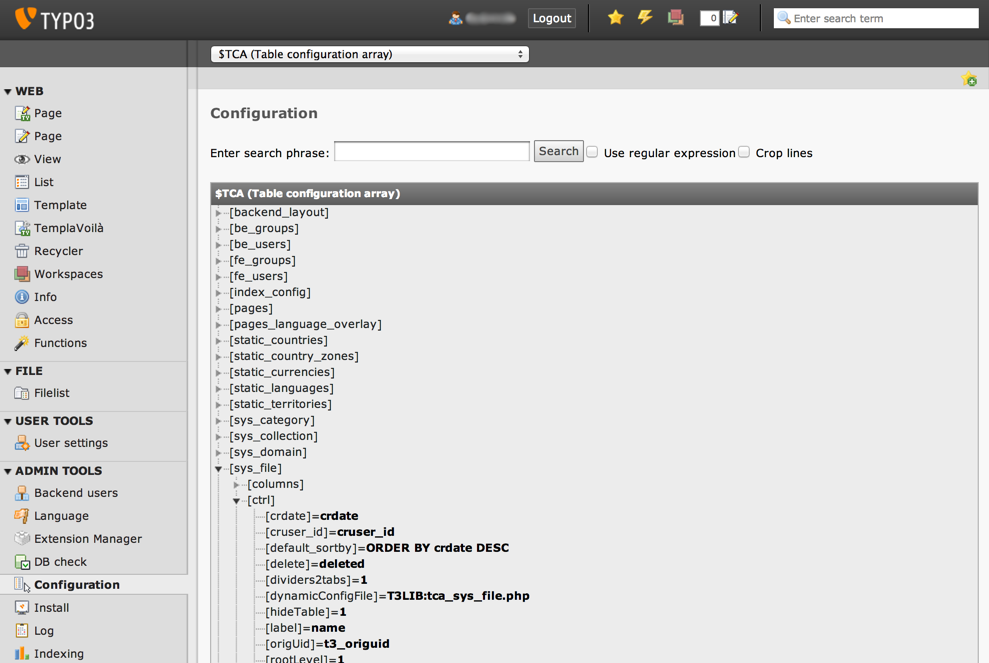 TYPO3
Logout
0
Enter search term
$TCA (Table configuration array)
WEB
Page
Page
View
List
Template
TemplaVoilà
Recycler
Workspaces
Info
Access
Functions
FILE
Filelist
USER TOOLS
User settings
ADMIN TOOLS
Backend users
Language
Extension Manager
DB check
Configuration
Install
Log
Indexing
Configuration
Enter search phrase:
Search
Use regular expression
Crop lines
$TCA (Table configuration array)
[backend_layout]
[be_groups]
[be_users]
[fe_groups]
[fe_users]
[index_config]
[pages]
[pages_language_overlay]
[static_countries]
[static_country_zones]
[static_currencies]
[static_languages]
[static_territories]
[sys_category]
[sys_collection]
[sys_domain]
[sys_file]
[columns]
[ctrl]
[crdate]=crdate
[cruser_id]=cruser_id
[default_sortby]=ORDER BY crdate DESC
[delete]=deleted
[dividers2tabs]=1
[dynamicConfigFile]=T3LIB:tca_sys_file.php
[hideTable]=1
[label]=name
[origUid]=t3_origuid
[rootLevel]=1